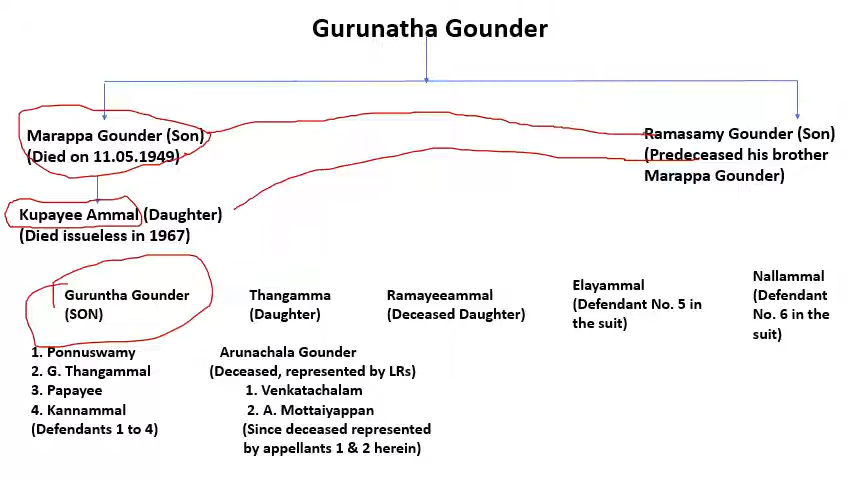 Gurunatha Gounder
Marappa Gounder (Son)
(Died on 11.05.1949)
Ramasamy Gounder (Son)
(Predeceased his brother
Marappa Gounder)
Kupayee Ammal (Daughter)
(Died issueless in 1967)
Guruntha Gounder
(SON)
Thangamma
(Daughter)
Ramayeeammal
(Deceased Daughter)
Elayammal
(Defendant No. 5 in
the suit)
Nallammal
(Defendant
No. 6 in the
suit)
1. Ponnuswamy
2. G. Thangammal
3. Papayee
4. Kannammal
(Defendants 1 to 4)
Arunachala Gounder
(Deceased, represented by LRs)
1. Venkatachalam
2. A. Mottaiyappan
(Since deceased represented
by appellants 1 & 2 herein)